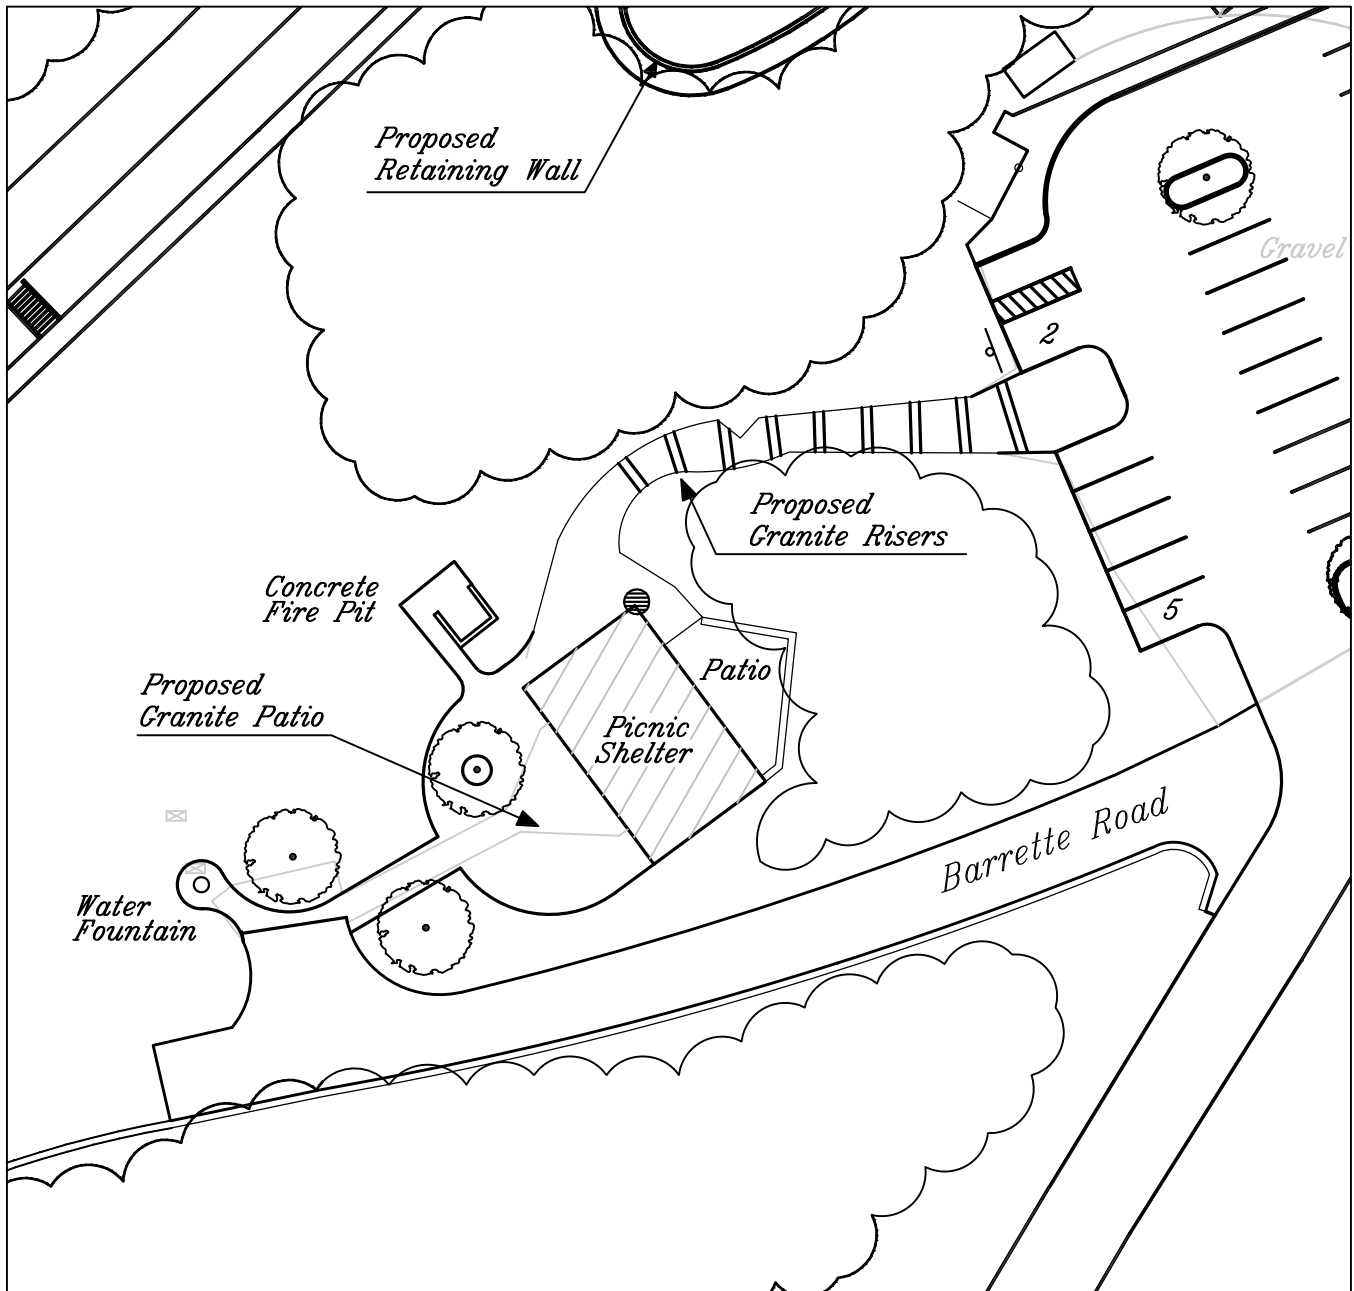 Proposed
Retaining Wall
Gravel
2
Proposed
Granite Risers
Concrete
Fire Pit
5
Patio
Proposed
Granite Patio
Picnic
Shelter
Barrette Road
Water
Fountain